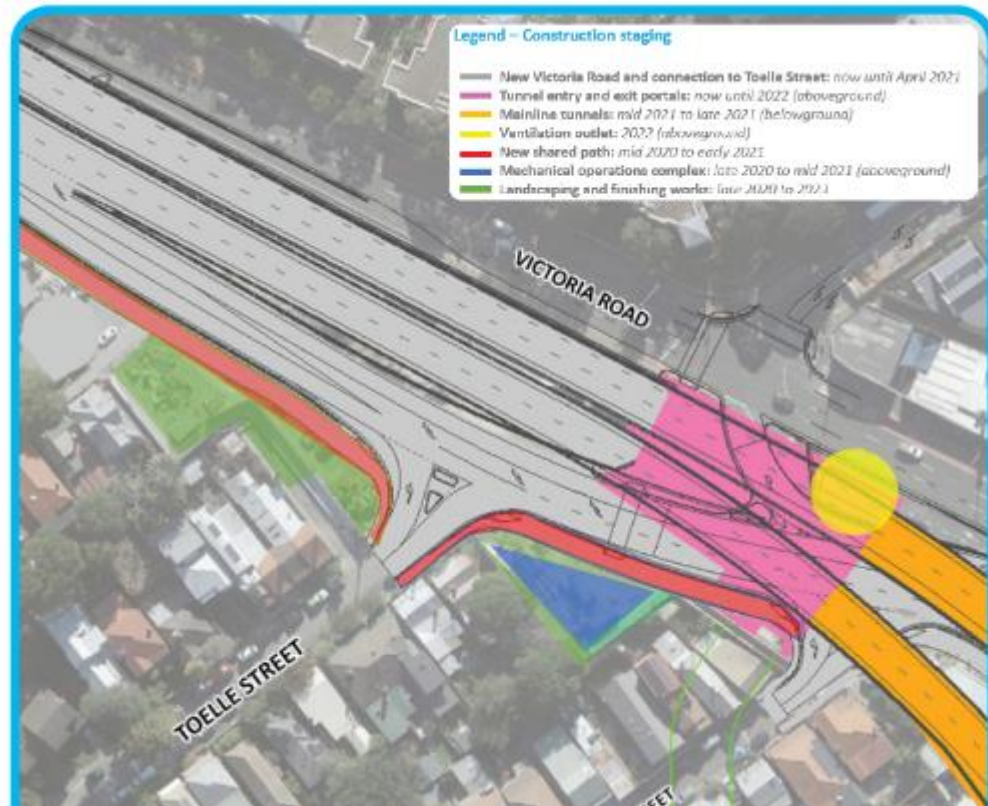 Legend – Construction staging
New Victoria Road and connection to Toelle Street: now until April 2021
Tunnel entry and exit portals: now until 2022 (aboveground)
Mainline tunnels: mid 2021 to late 2021 (belowground)
Ventilation outlet: 2022 (aboveground)
New shared path: mid 2020 to early 2021
Mechanical operations complex: late 2020 to mid 2021 (aboveground)
Landscaping and finishing works: late 2020 to 2023
VICTORIA ROAD
TOELLE STREET